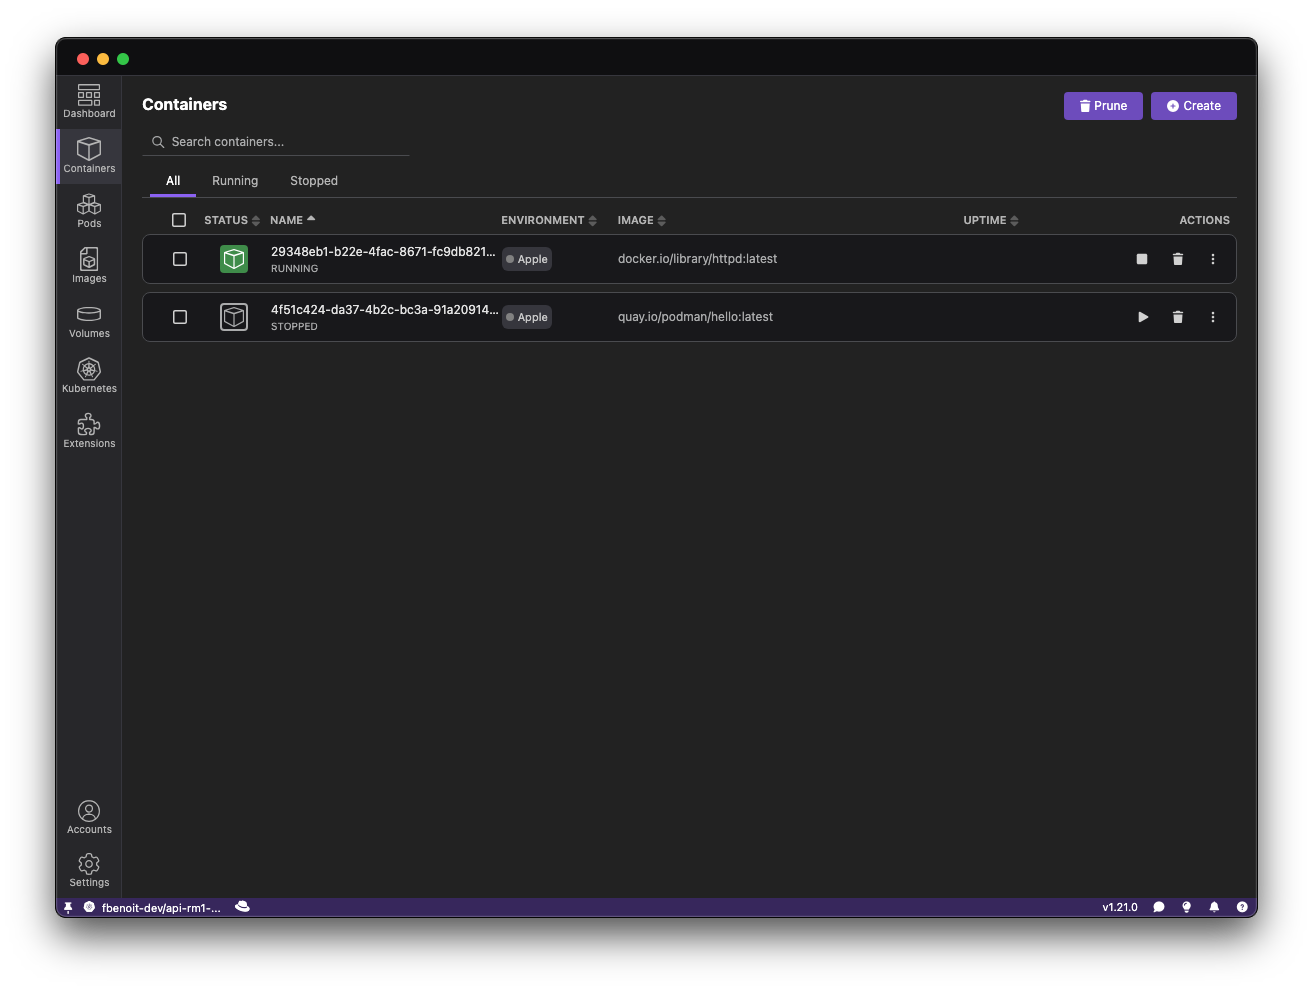 Dashboard
Containers
Pods
Images
Volumes
Kubernetes
Extensions
Accounts
Settings
Containers
Prune
Create
Search containers...
All Running Stopped
STATUS NAME ENVIRONMENT IMAGE UPTIME ACTIONS
29348eb1-b22e-4fac-8671-fc9db821... Apple docker.io/library/httpd:latest
RUNNING
4f51c424-da37-4b2c-bc3a-91a20914... Apple quay.io/podman/hello:latest
STOPPED
fbenoit-dev/api-rm1-... v1.21.0